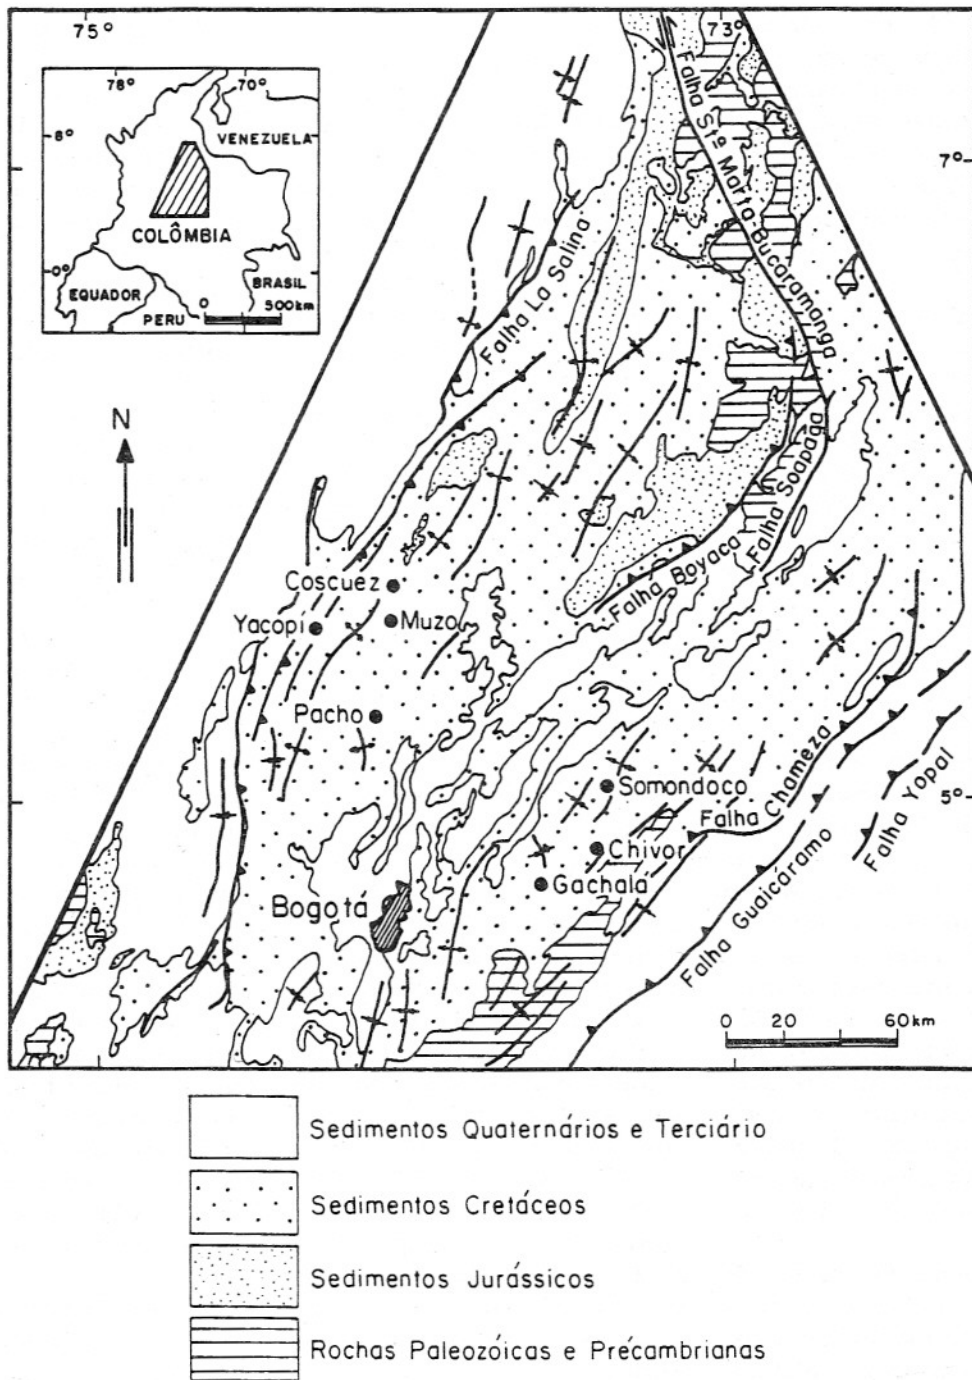 75°
73°
78°
70°
8°
VENEZUELA
COLÔMBIA
0°
EQUADOR
PERU
BRASIL
0
500km
7°
Falha Stª Marta-Bucaramanga
Falha La Salina
N
Falha Soapaga
Falha Boyaca
Coscuez
Muzo
Yacopí
Pacho
Somondoco
Falha Chameza
5°
Falha Yopal
Chivor
Gachalá
Falha Guaicáramo
Bogotá
0 20 60km
Sedimentos Quaternários e Terciário
Sedimentos Cretáceos
Sedimentos Jurássicos
Rochas Paleozóicas e Précambrianas